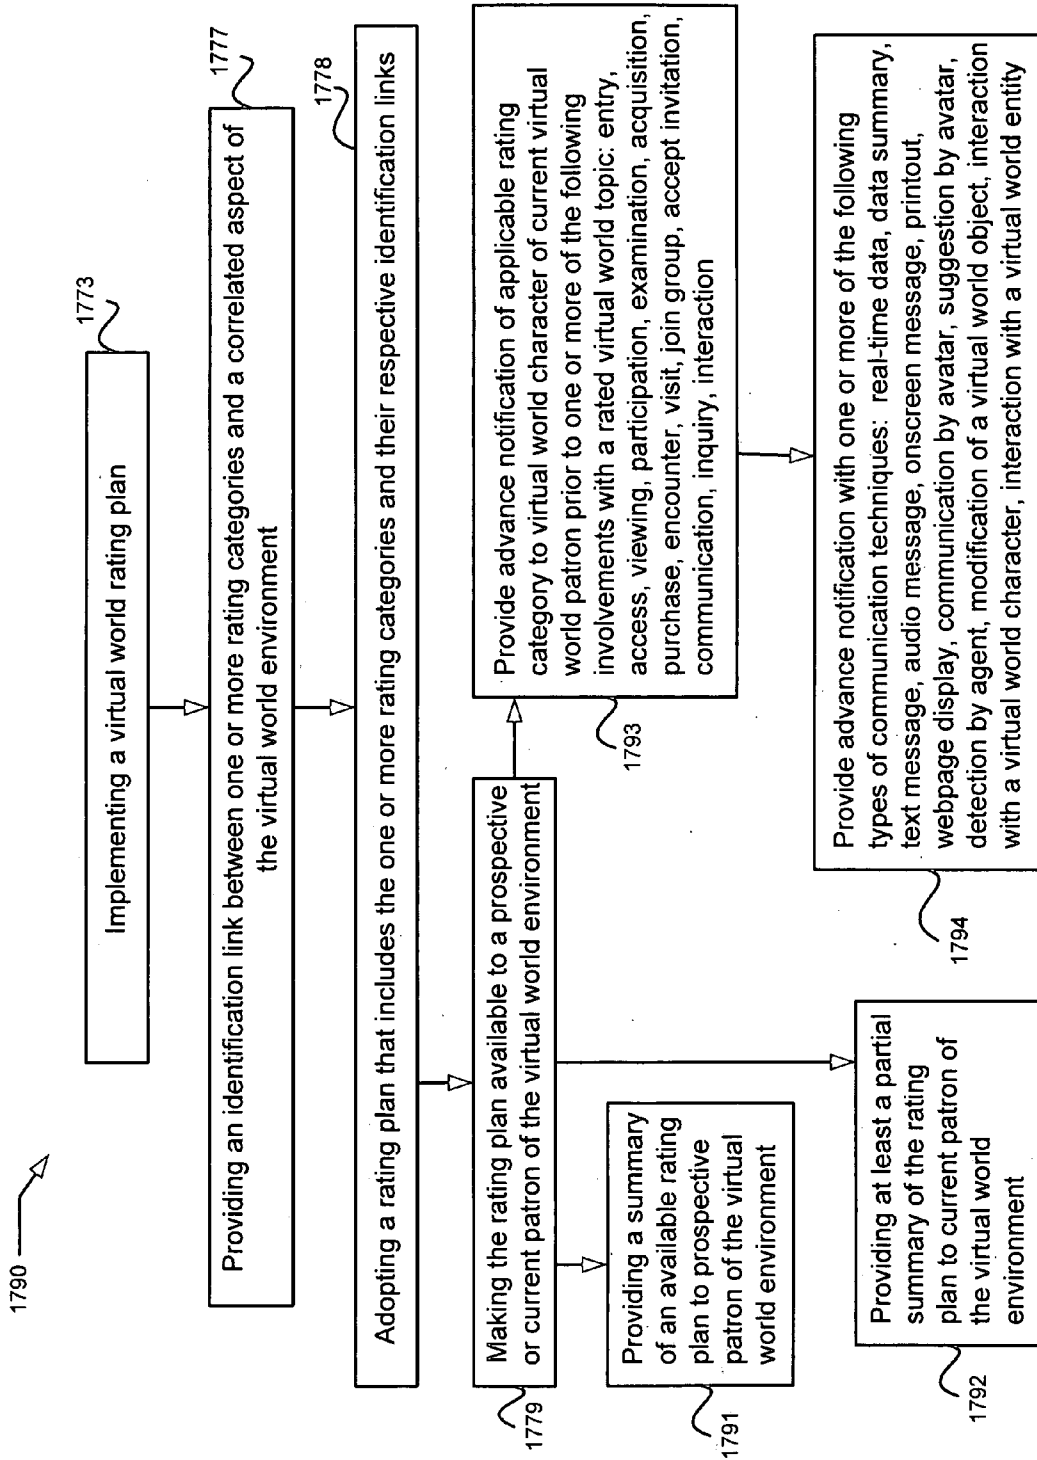 1790
1773
Implementing a virtual world rating plan
1777
Providing an identification link between one or more rating categories and a correlated aspect of
the virtual world environment
1778
Adopting a rating plan that includes the one or more rating categories and their respective identification links
1779
Making the rating plan available to a prospective
or current patron of the virtual world environment
1791
Providing a summary
of an available rating
plan to prospective
patron of the virtual
world environment
1792
Providing at least a partial
summary of the rating
plan to current patron of
the virtual world
environment
1793
Provide advance notification of applicable rating
category to virtual world character of current virtual
world patron prior to one or more of the following
involvements with a rated virtual world topic: entry,
access, viewing, participation, examination, acquisition,
purchase, encounter, visit, join group, accept invitation,
communication, inquiry, interaction
1794
Provide advance notification with one or more of the following
types of communication techniques: real-time data, data summary,
text message, audio message, onscreen message, printout,
webpage display, communication by avatar, suggestion by avatar,
detection by agent, modification of a virtual world object, interaction
with a virtual world character, interaction with a virtual world entity